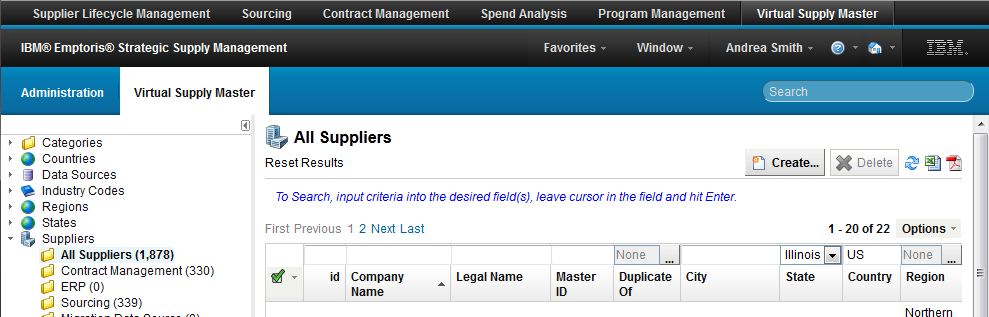 Supplier Lifecycle Management Sourcing Contract Management Spend Analysis Program Management Virtual Supply Master
IBM® Emptoris® Strategic Supply Management Favorites Window Andrea Smith ? IBM.
Administration Virtual Supply Master Search
Categories
Countries
Data Sources
Industry Codes
Regions
States
Suppliers
All Suppliers (1,878)
Contract Management (330)
ERP (0)
Sourcing (339)
Migration Data Source (0)
All Suppliers
Reset Results Create... Delete
To Search, input criteria into the desired field(s), leave cursor in the field and hit Enter.
First Previous 1 2 Next Last 1 - 20 of 22 Options
None ... Illinois US None ...
id Company Name Legal Name Master ID Duplicate Of City State Country Region
Northern